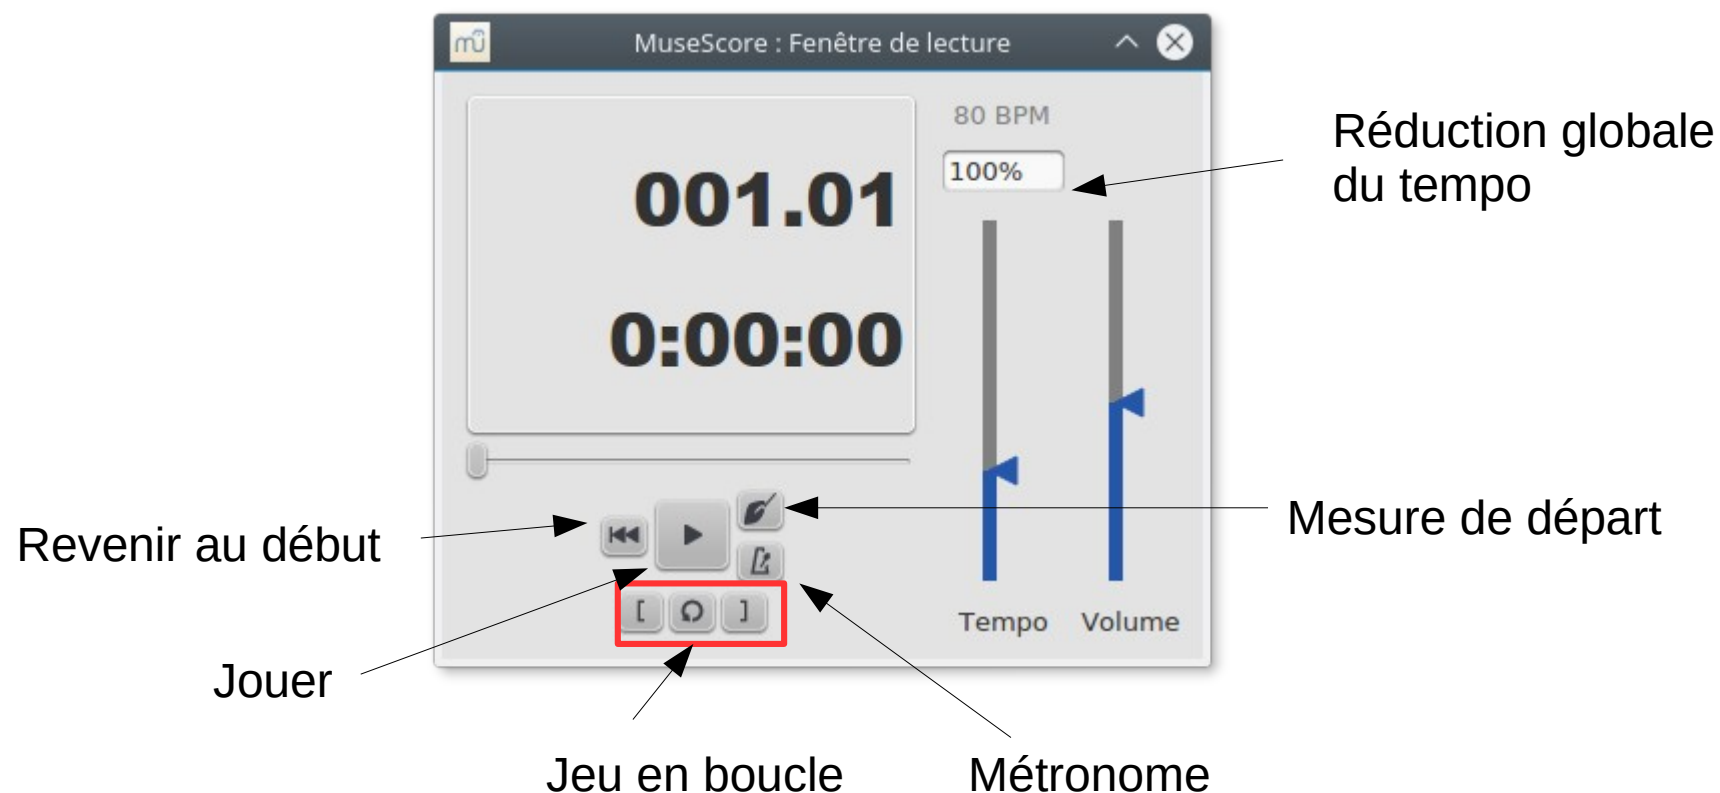 mû
MuseScore : Fenêtre de lecture
80 BPM
100%
Réduction globale
du tempo
001.01
0:00:00
Mesure de départ
Revenir au début
[
]
Tempo
Volume
Jouer
Jeu en boucle
Métronome